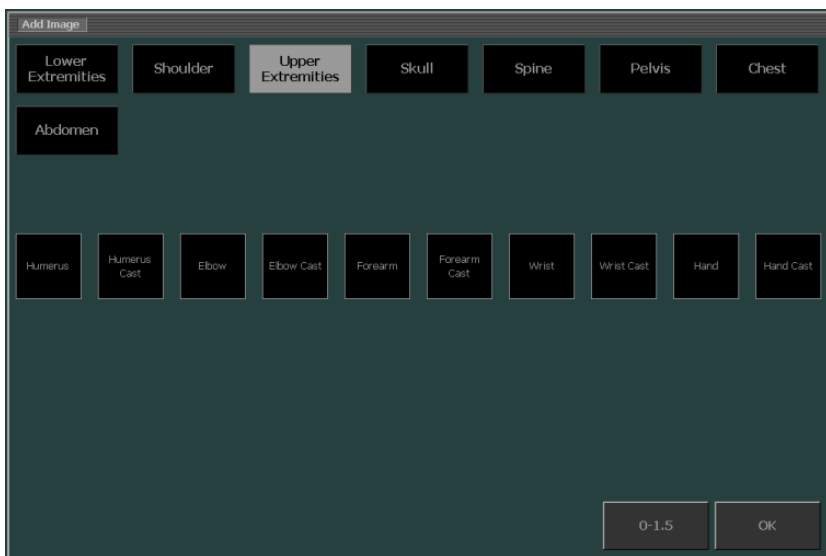 Add Image
Lower
Extremities
Shoulder
Upper
Extremities
Skull
Spine
Pelvis
Chest
Abdomen
Humerus
Humerus
Cast
Elbow
Elbow Cast
Forearm
Forearm
Cast
Wrist
Wrist Cast
Hand
Hand Cast
0-1.5
OK